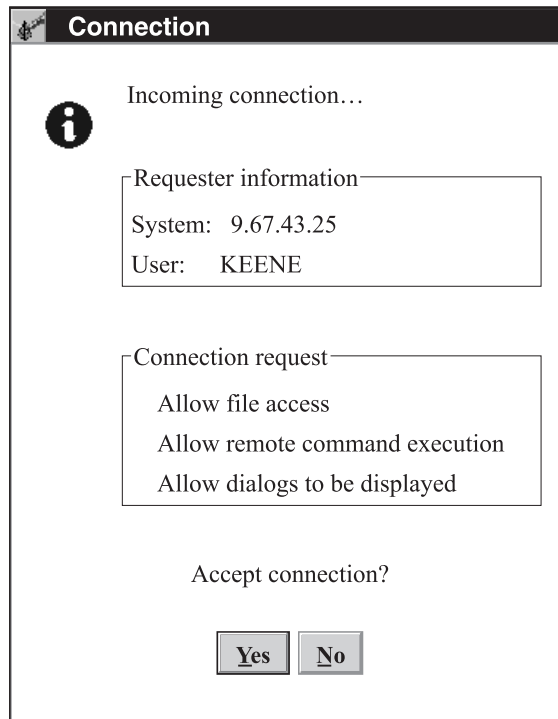 Connection
Incoming connection…
Requester information
System: 9.67.43.25
User: KEENE
Connection request
Allow file access
Allow remote command execution
Allow dialogs to be displayed
Accept connection?
Yes No